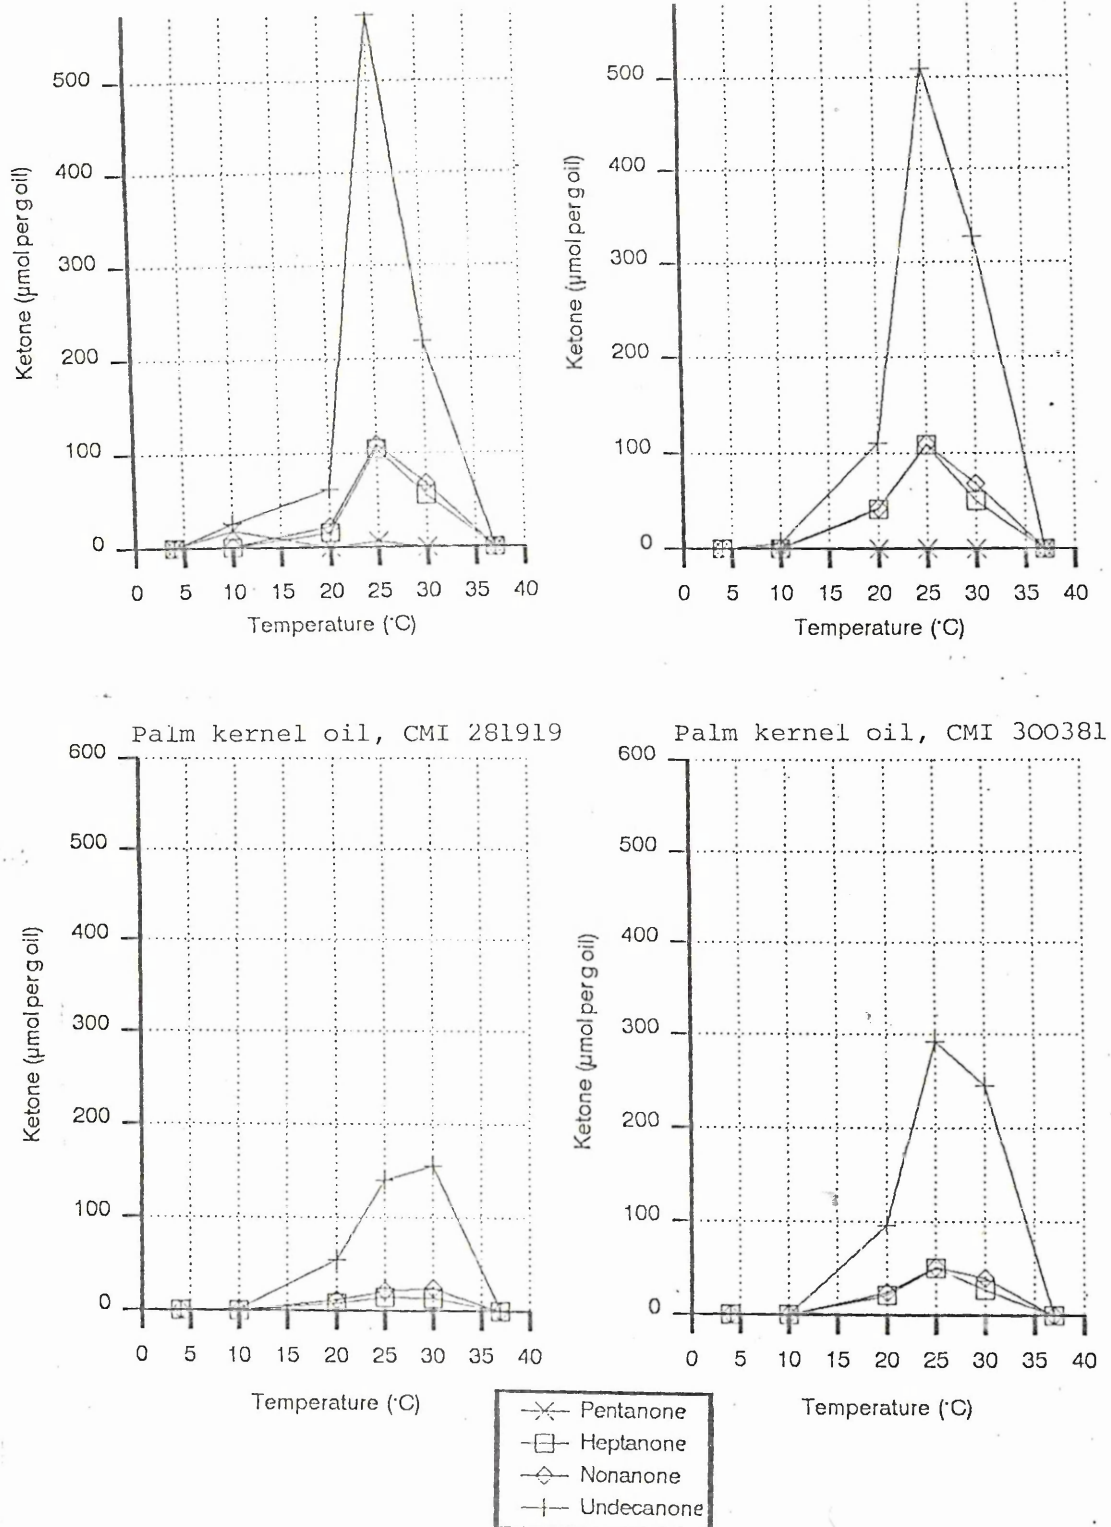 500
400
300
200
100
0
Ketone (µmol per g oil)
0 5 10 15 20 25 30 35 40
Temperature (°C)
500
400
300
200
100
0
Ketone (µmol per g oil)
0 5 10 15 20 25 30 35 40
Temperature (°C)
Palm kernel oil, CMI 281919
600
500
400
300
200
100
0
Ketone (µmol per g oil)
0 5 10 15 20 25 30 35 40
Temperature (°C)
Palm kernel oil, CMI 300381
600
500
400
300
200
100
0
Ketone (µmol per g oil)
0 5 10 15 20 25 30 35 40
Temperature (°C)
Pentanone
Heptanone
Nonanone
Undecanone